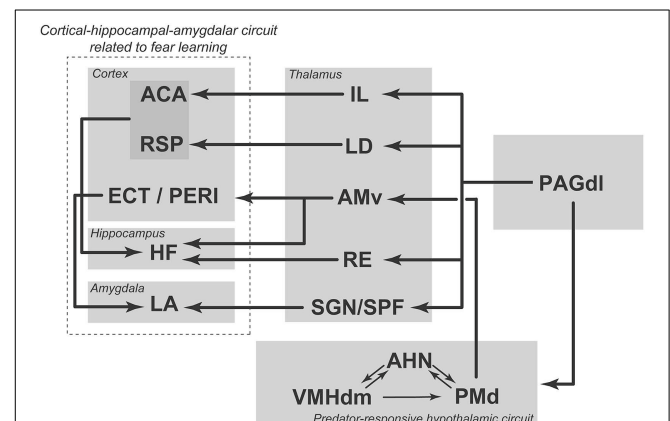 Cortical-hippocampal-amygdalar circuit
related to fear learning
Cortex
Thalamus
ACA
IL
RSP
LD
PAGdl
ECT / PERI
AMv
Hippocampus
HF
RE
Amygdala
LA
SGN/SPF
AHN
VMHdm
PMd
Predator-responsive hypothalamic circuit